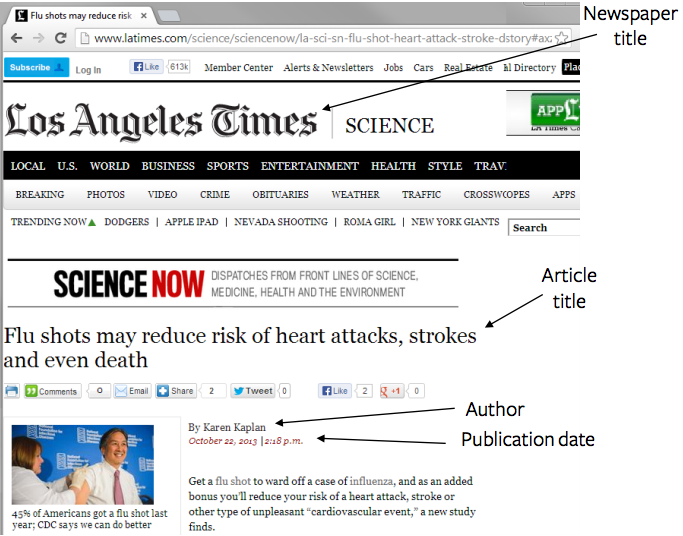 Flu shots may reduce risk
Newspaper
title
www.latimes.com/science/sciencenow/la-sci-sn-flu-shot-heart-attack-stroke-dstory#ax
Subscribe Log In Like 613k Member Center Alerts & Newsletters Jobs Cars Real Estate Directory Pla
Los Angeles Times SCIENCE
APP
LA Times
LOCAL U.S. WORLD BUSINESS SPORTS ENTERTAINMENT HEALTH STYLE TRAV
BREAKING PHOTOS VIDEO CRIME OBITUARIES WEATHER TRAFFIC CROSSWCOPES APPS
TRENDING NOW DODGERS | APPLE IPAD | NEVADA SHOOTING | ROMA GIRL | NEW YORK GIANTS Search
SCIENCE NOW DISPATCHES FROM FRONT LINES OF SCIENCE,
MEDICINE, HEALTH AND THE ENVIRONMENT
Article
title
Flu shots may reduce risk of heart attacks, strokes
and even death
Comments 0 Email Share 2 Tweet 0 Like 2 +1 0
By Karen Kaplan
Author
October 22, 2013 | 2:18 p.m.
Publication date
Get a flu shot to ward off a case of influenza, and as an added
bonus you'll reduce your risk of a heart attack, stroke or
other type of unpleasant "cardiovascular event," a new study
finds.
45% of Americans got a flu shot last
year; CDC says we can do better